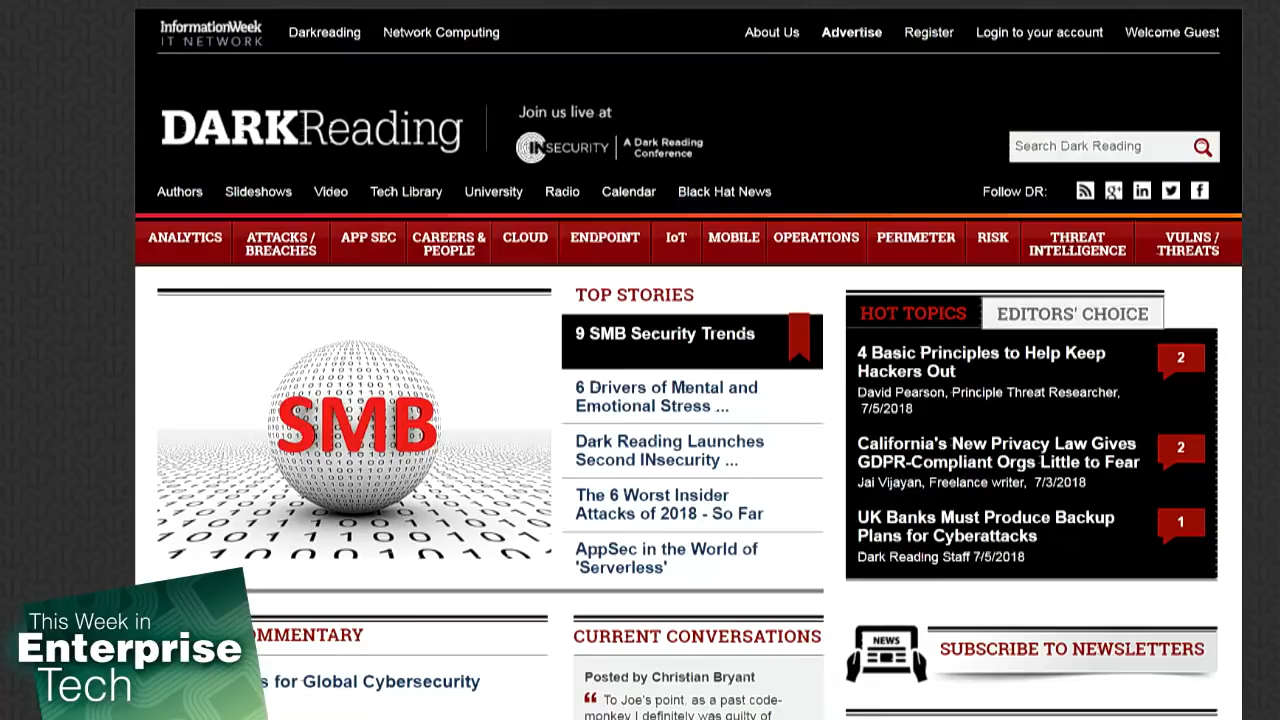 InformationWeek
IT NETWORK
Darkreading
Network Computing
About Us
Advertise
Register
Login to your account
Welcome Guest
DARKReading
Join us live at
INSECURITY
A Dark Reading
Conference
Search Dark Reading
Authors
Slideshows
Video
Tech Library
University
Radio
Calendar
Black Hat News
Follow DR:
ANALYTICS
ATTACKS /
BREACHES
APP SEC
CAREERS &
PEOPLE
CLOUD
ENDPOINT
IoT
MOBILE
OPERATIONS
PERIMETER
RISK
THREAT
INTELLIGENCE
VULNS /
THREATS
SMB
TOP STORIES
9 SMB Security Trends
6 Drivers of Mental and
Emotional Stress ...
Dark Reading Launches
Second INsecurity ...
The 6 Worst Insider
Attacks of 2018 - So Far
AppSec in the World of
'Serverless'
HOT TOPICS
EDITORS' CHOICE
4 Basic Principles to Help Keep
Hackers Out
2
David Pearson, Principle Threat Researcher,
7/5/2018
California's New Privacy Law Gives
GDPR-Compliant Orgs Little to Fear
2
Jai Vijayan, Freelance writer, 7/3/2018
UK Banks Must Produce Backup
Plans for Cyberattacks
1
Dark Reading Staff 7/5/2018
OMMENTARY
s for Global Cybersecurity
CURRENT CONVERSATIONS
Posted by Christian Bryant
“ To Joe's point, as a past code-
monkey I definitely was guilty of
NEWS
SUBSCRIBE TO NEWSLETTERS
This Week in
Enterprise
Tech